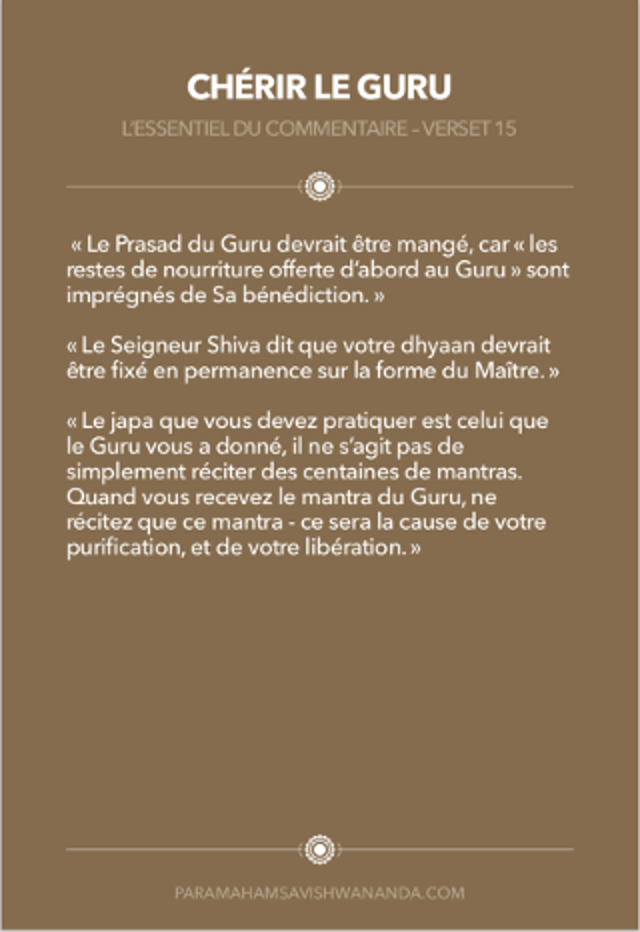 CHÉRIR LE GURU
L'ESSENTIEL DU COMMENTAIRE – VERSET 15
« Le Prasad du Guru devrait être mangé, car « les
restes de nourriture offerte d'abord au Guru » sont
imprégnés de Sa bénédiction. »
« Le Seigneur Shiva dit que votre dhyaan devrait
être fixé en permanence sur la forme du Maître. »
« Le japa que vous devez pratiquer est celui que
le Guru vous a donné, il ne s'agit pas de
simplement réciter des centaines de mantras.
Quand vous recevez le mantra du Guru, ne
récitez que ce mantra - ce sera la cause de votre
purification, et de votre libération. »
PARAMAHAMSAVISHWANANDA.COM